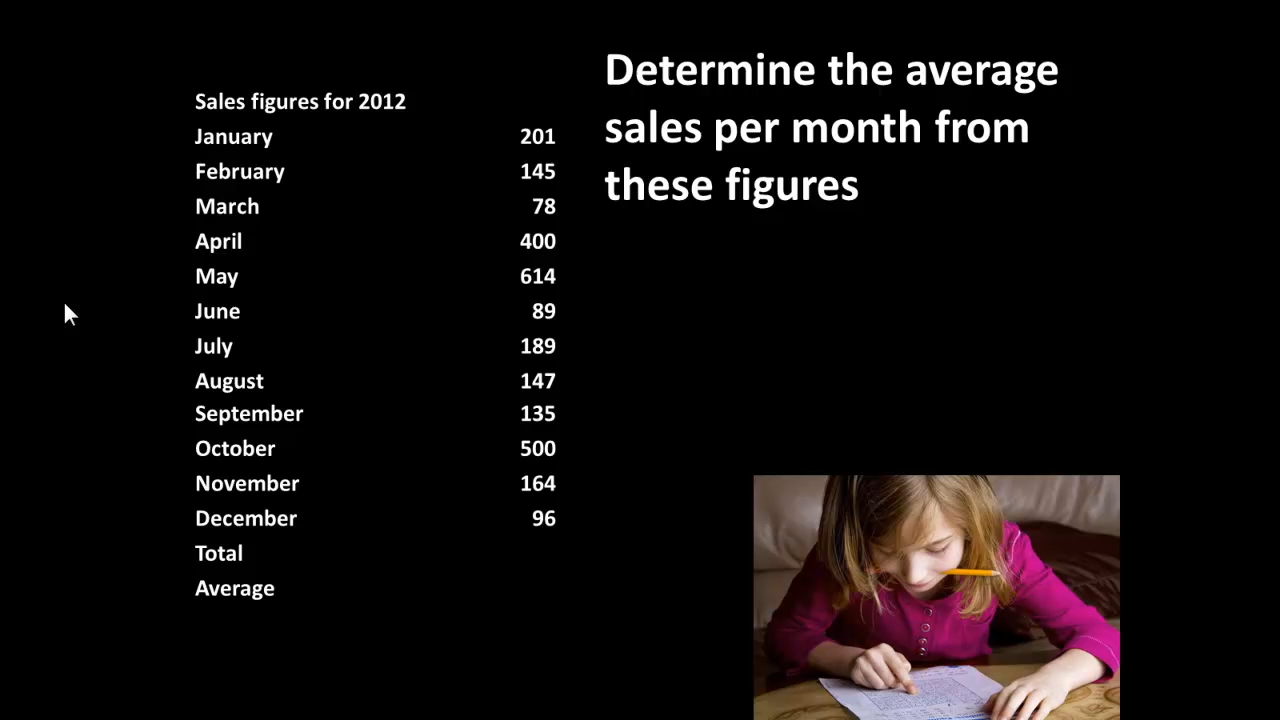 Sales figures for 2012
January 201
February 145
March 78
April 400
May 614
June 89
July 189
August 147
September 135
October 500
November 164
December 96
Total
Average
Determine the average
sales per month from
these figures